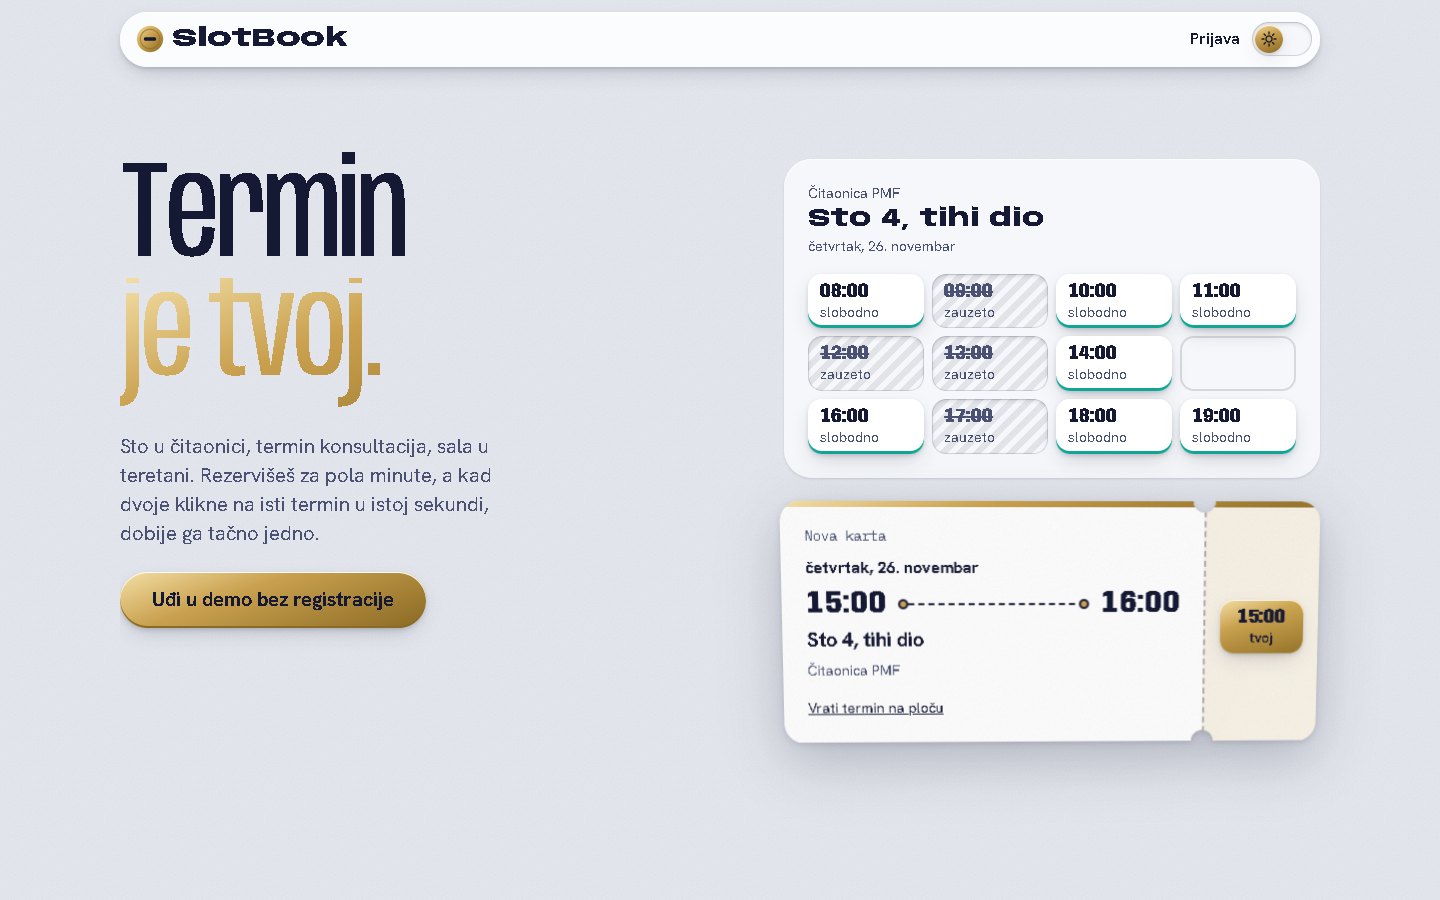 SlotBook
Prijava
Termin
je tvoj.
Sto u čitaonici, termin konsultacija, sala u
teretani. Rezervišeš za pola minute, a kad
dvoje klikne na isti termin u istoj sekundi,
dobije ga tačno jedno.
Uđi u demo bez registracije
Čitaonica PMF
Sto 4, tihi dio
četvrtak, 26. novembar
08:00
slobodno
09:00
zauzeto
10:00
slobodno
11:00
slobodno
12:00
zauzeto
13:00
zauzeto
14:00
slobodno
16:00
slobodno
17:00
zauzeto
18:00
slobodno
19:00
slobodno
Nova karta
četvrtak, 26. novembar
15:00 16:00
Sto 4, tihi dio
Čitaonica PMF
Vrati termin na ploču
15:00
tvoj